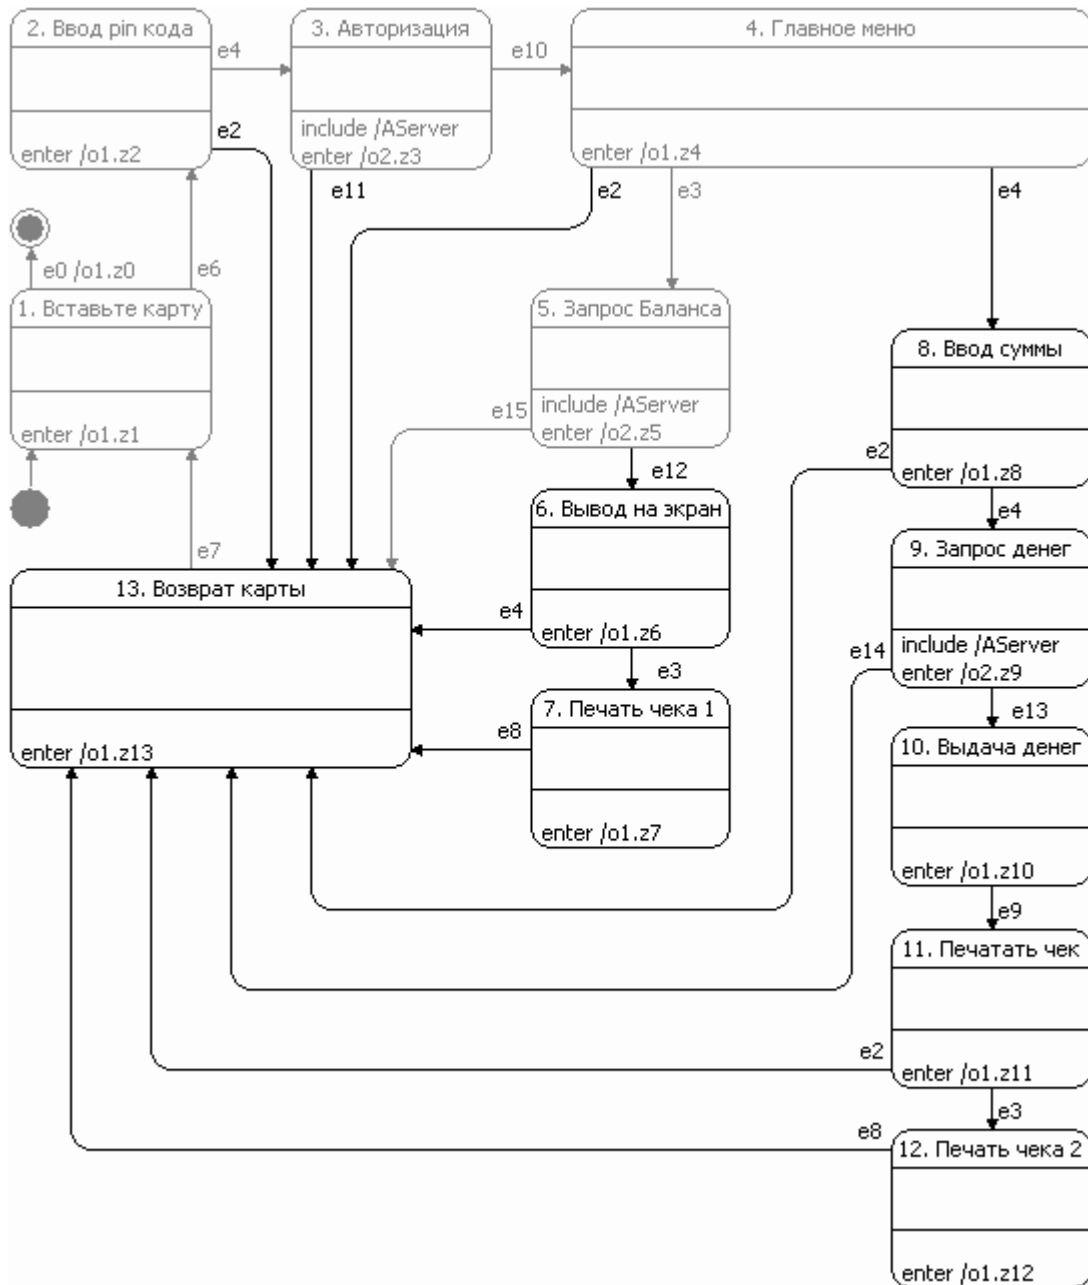 2. Ввод pin кода
e4
3. Авторизация
e10
4. Главное меню
enter /o1.z2
e2
include /AServer
enter /o2.z3
enter /o1.z4
e11
e2
e3
e4
e0 /o1.z0
e6
1. Вставьте карту
enter /o1.z1
5. Запрос Баланса
e15
include /AServer
enter /o2.z5
8. Ввод суммы
e2
enter /o1.z8
e12
e4
6. Вывод на экран
9. Запрос денег
e7
13. Возврат карты
e4
enter /o1.z6
e14
include /AServer
enter /o2.z9
e3
e13
7. Печать чека 1
e8
enter /o1.z13
10. Выдача денег
enter /o1.z7
enter /o1.z10
e9
11. Печатать чек
e2
enter /o1.z11
e3
e8
12. Печать чека 2
enter /o1.z12